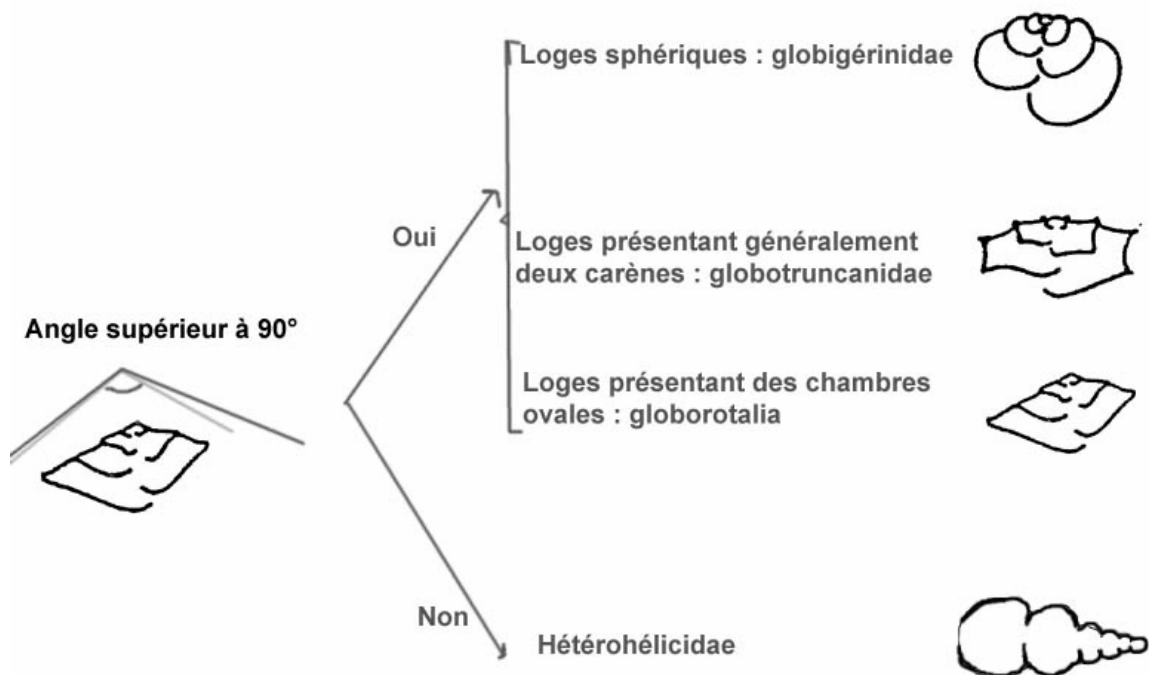 Loges sphériques : globigérinidae
Oui
Loges présentant généralement
deux carènes : globotruncanidae
Angle supérieur à 90°
Loges présentant des chambres
ovales : globorotalia
Non
Hétérohélicidae